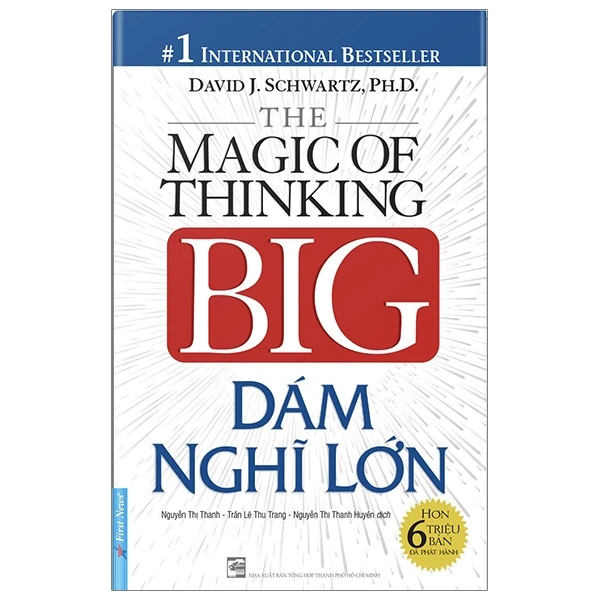 #1 INTERNATIONAL BESTSELLER
DAVID J. SCHWARTZ, PH.D.
THE
MAGIC OF
THINKING
BIG
DÁM
NGHĨ LỚN
Nguyễn Thị Thanh - Trần Lê Thu Trang - Nguyễn Thị Thanh Huyền dịch
HƠN
6 TRIỆU
BẢN
ĐÃ PHÁT HÀNH
First News
NHÀ XUẤT BẢN TỔNG HỢP THÀNH PHỐ HỒ CHÍ MINH